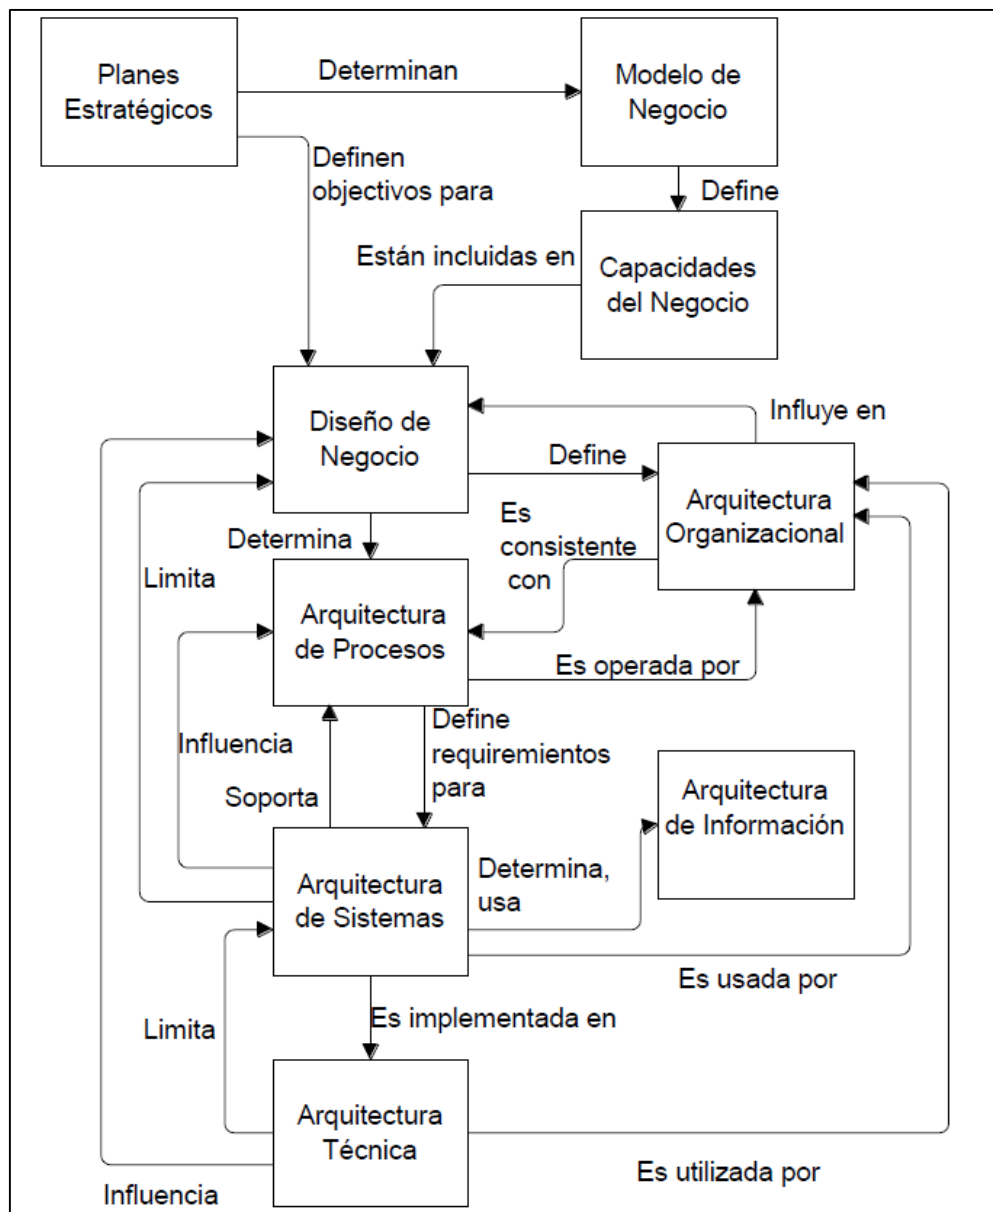 Planes
Estratégicos
Determinan
Modelo de
Negocio
Definen
objectivos para
Define
Están incluidas en
Capacidades
del Negocio
Diseño de
Negocio
Influye en
Define
Arquitectura
Organizacional
Es
consistente
con
Determina
Limita
Arquitectura
de Procesos
Es operada por
Influencia
Soporta
Define
requirimientos
para
Arquitectura
de Información
Arquitectura
de Sistemas
Determina,
usa
Es usada por
Limita
Es implementada en
Arquitectura
Técnica
Es utilizada por
Influencia